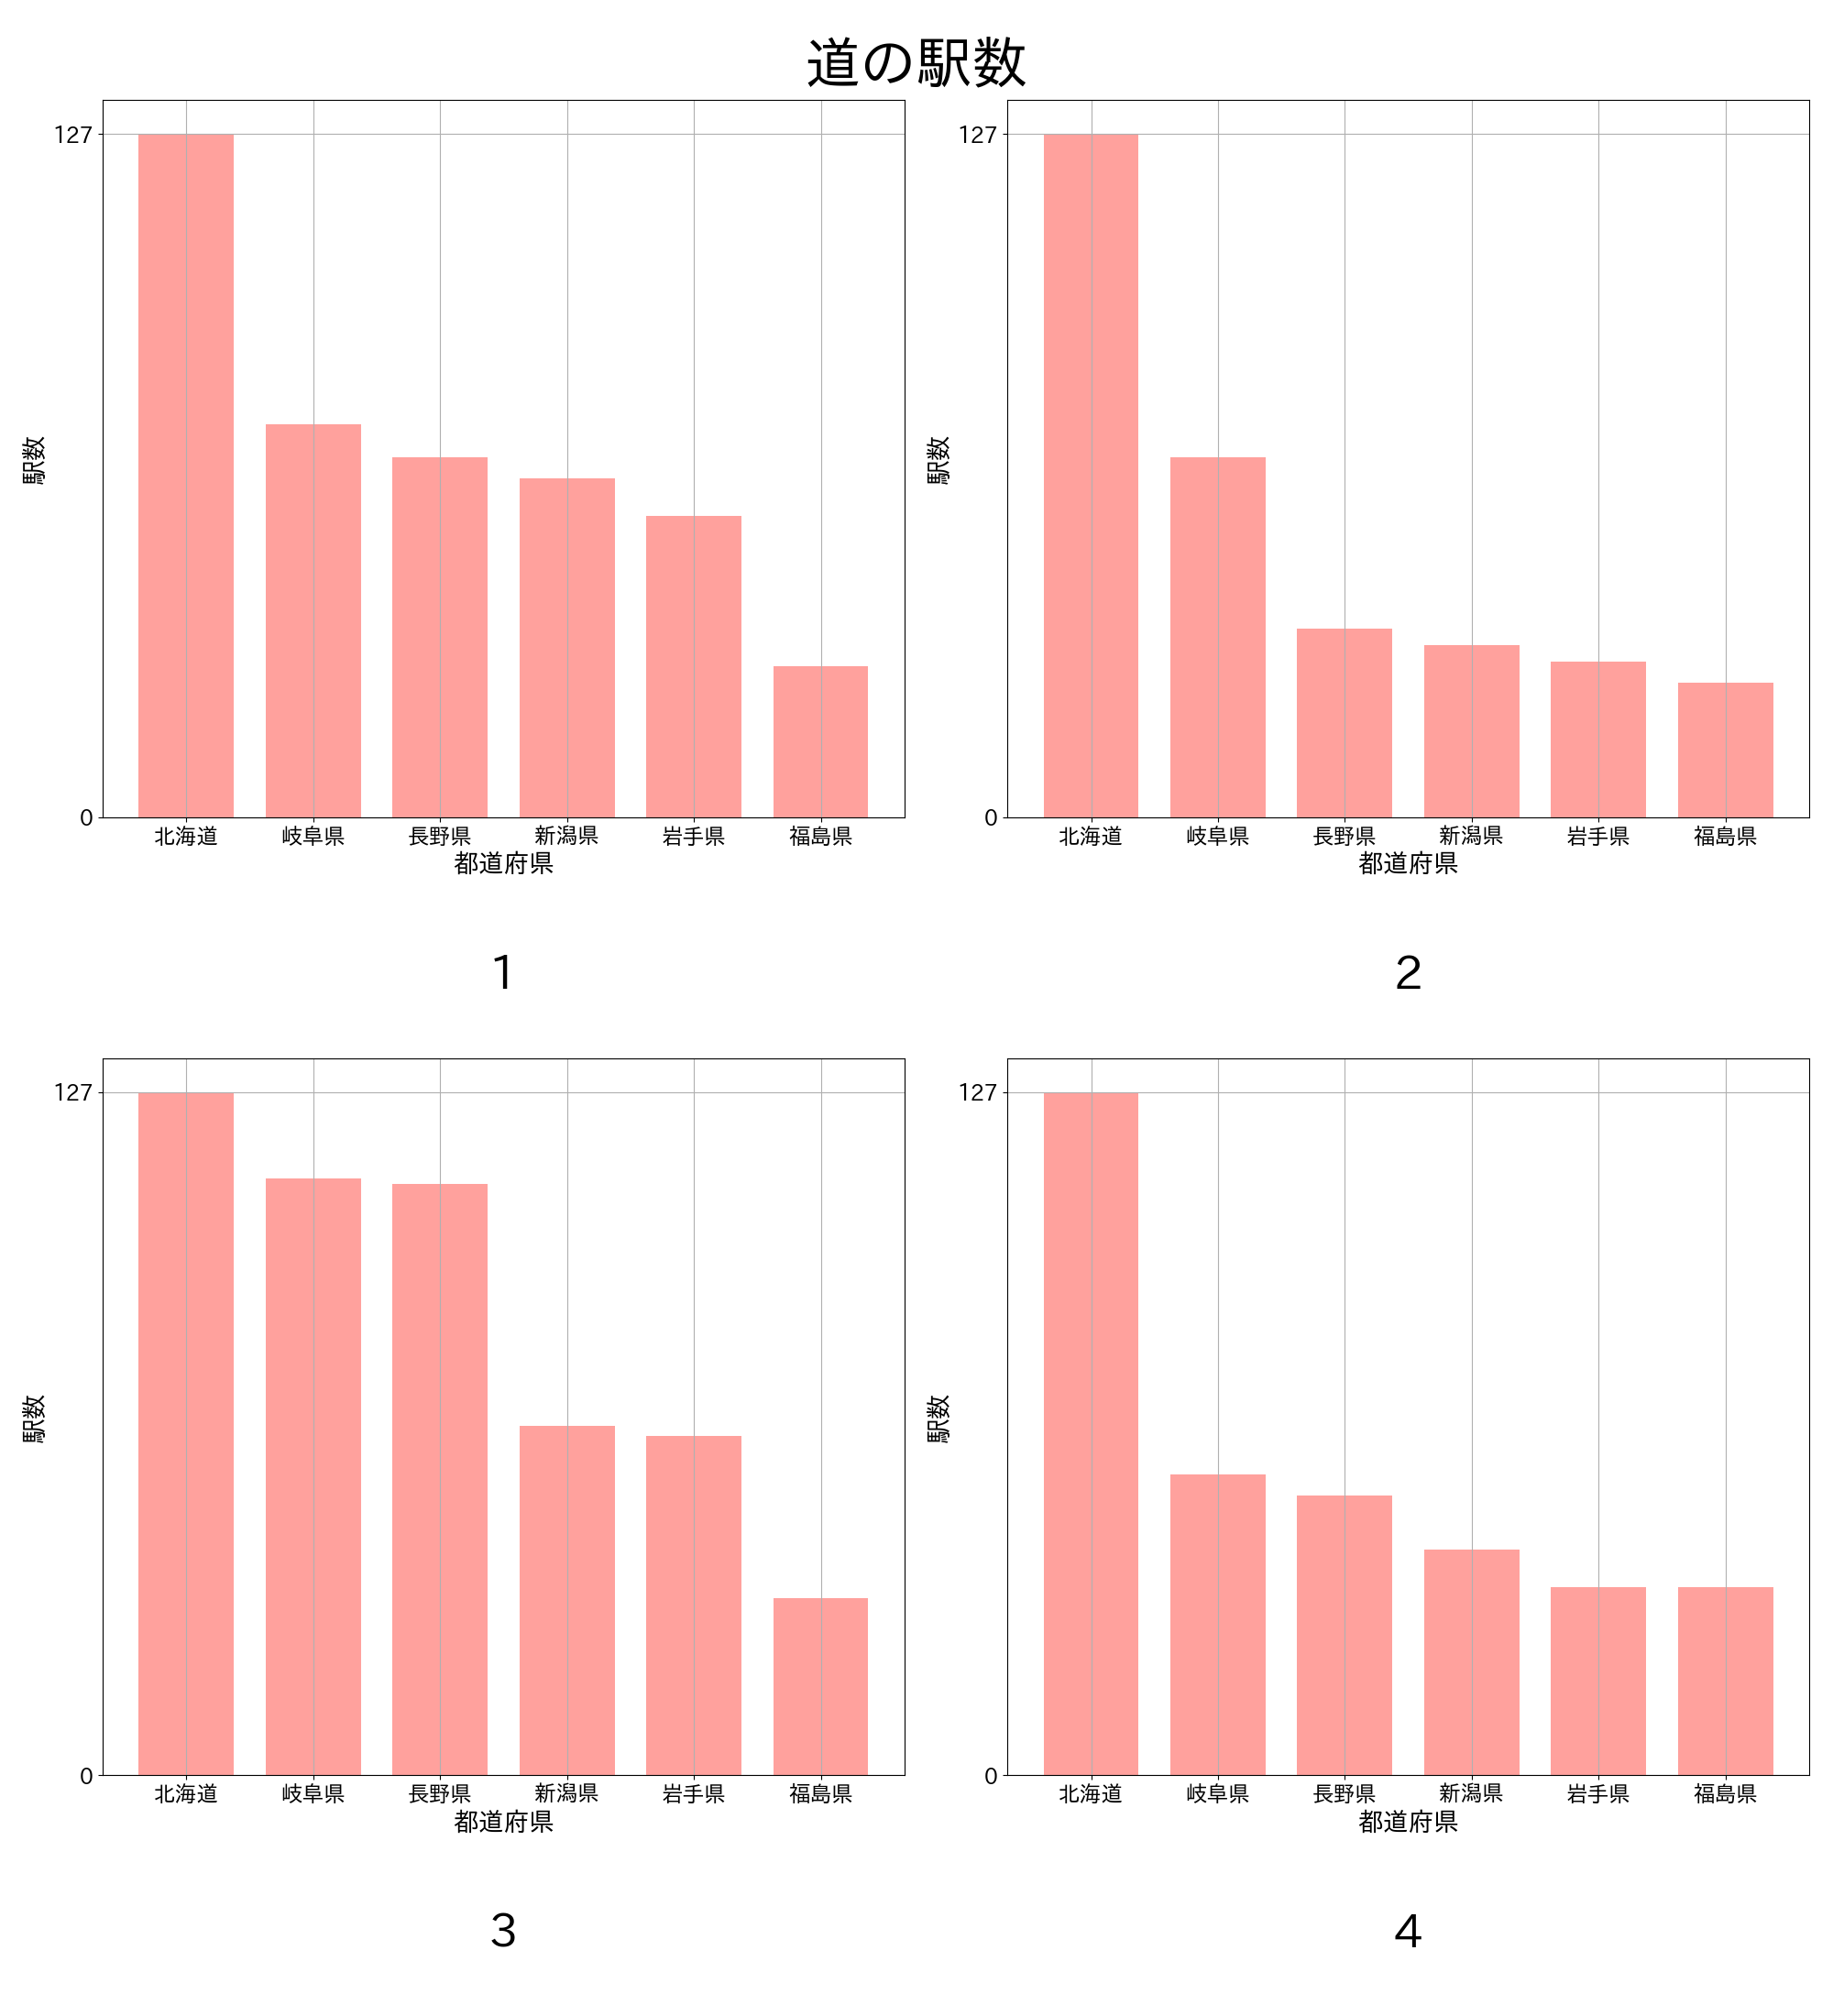 道の駅数
127
0
駅数
北海道 岐阜県 長野県 新潟県 岩手県 福島県
都道府県
1
127
0
駅数
北海道 岐阜県 長野県 新潟県 岩手県 福島県
都道府県
2
127
0
駅数
北海道 岐阜県 長野県 新潟県 岩手県 福島県
都道府県
3
127
0
駅数
北海道 岐阜県 長野県 新潟県 岩手県 福島県
都道府県
4